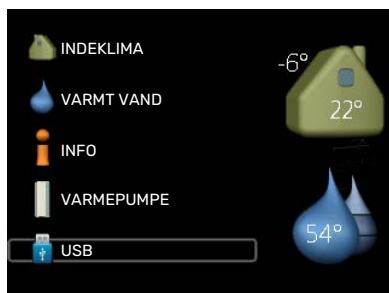 INDEKLIMA
-6°
VARMT VAND
22°
INFO
VARMEPUMPE
54°
USB